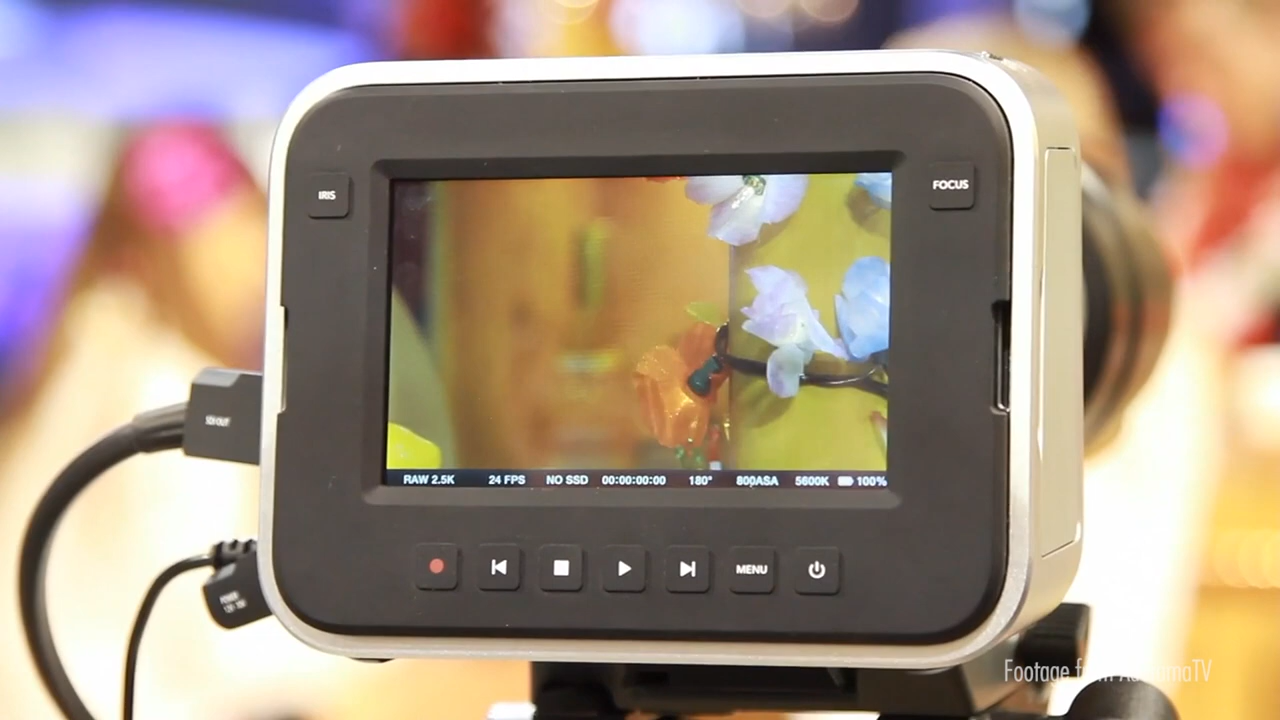 IRIS
FOCUS
SDI OUT
RAW 2.5K 24 FPS NO SSD 00:00:00:00 180° 800ASA 5600K 100%
MENU
POWER
Footage from